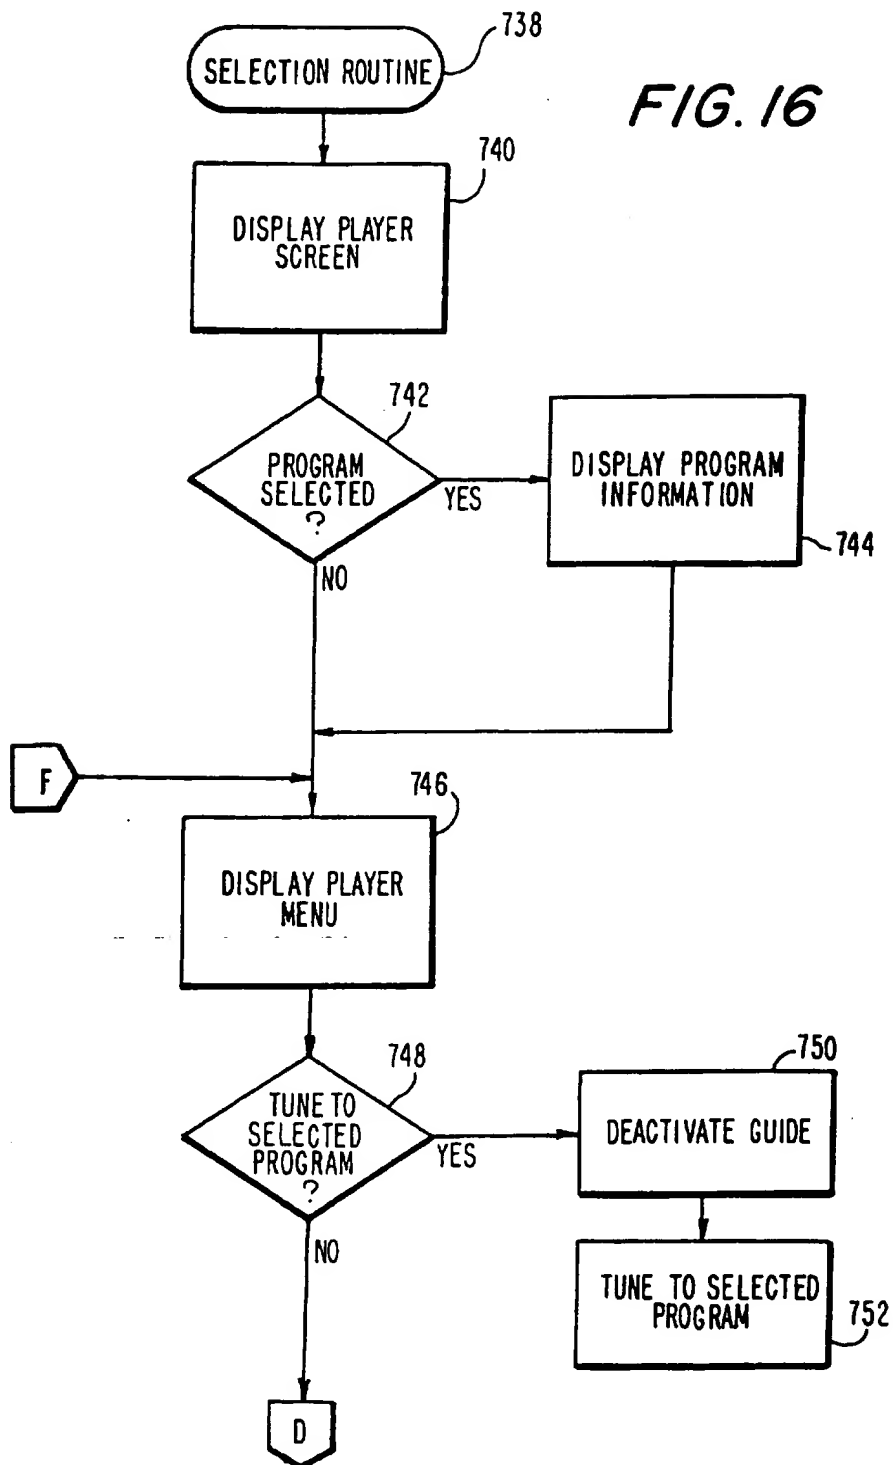 738
SELECTION ROUTINE
FIG. 16
740
DISPLAY PLAYER
SCREEN
742
PROGRAM
SELECTED
?
YES
NO
DISPLAY PROGRAM
INFORMATION
744
F
746
DISPLAY PLAYER
MENU
748
TUNE TO
SELECTED
PROGRAM
?
YES
NO
750
DEACTIVATE GUIDE
TUNE TO SELECTED
PROGRAM
752
D